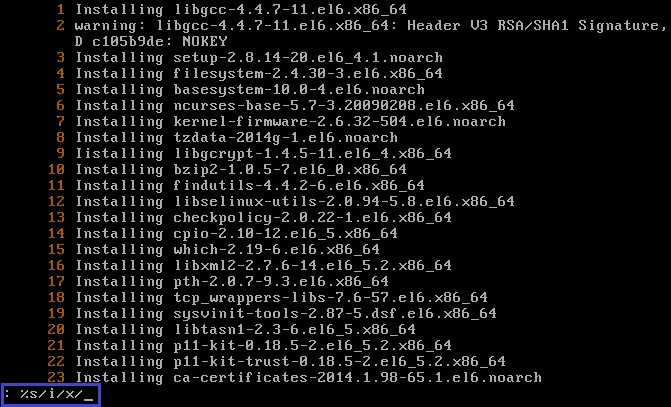 1 Installing libgcc-4.4.7-11.el6.x86_64
2 warning: libgcc-4.4.7-11.el6.x86_64: Header V3 RSA/SHA1 Signature,
D c105b9de: NOKEY
3 Installing setup-2.8.14-20.el6_4.1.noarch
4 Installing filesystem-2.4.30-3.el6.x86_64
5 Installing basesystem-10.0-4.el6.noarch
6 Installing ncurses-base-5.7-3.20090208.el6.x86_64
7 Installing kernel-firmware-2.6.32-504.el6.noarch
8 Installing tzdata-2014g-1.el6.noarch
9 Iistalling libgcrypt-1.4.5-11.el6_4.x86_64
10 Installing bzip2-1.0.5-7.el6_0.x86_64
11 Installing findutils-4.4.2-6.el6.x86_64
12 Installing libselinux-utils-2.0.94-5.8.el6.x86_64
13 Installing checkpolicy-2.0.22-1.el6.x86_64
14 Installing cpio-2.10-12.el6_5.x86_64
15 Installing which-2.19-6.el6.x86_64
16 Installing libxml2-2.7.6-14.el6_5.2.x86_64
17 Installing pth-2.0.7-9.3.el6.x86_64
18 Installing tcp_wrappers-libs-7.6-57.el6.x86_64
19 Installing sysvinit-tools-2.87-5.dsf.el6.x86_64
20 Installing libtasn1-2.3-6.el6_5.x86_64
21 Installing p11-kit-0.18.5-2.el6_5.2.x86_64
22 Installing p11-kit-trust-0.18.5-2.el6_5.2.x86_64
23 Installing ca-certificates-2014.1.98-65.1.el6.noarch
: %s/i/x/_